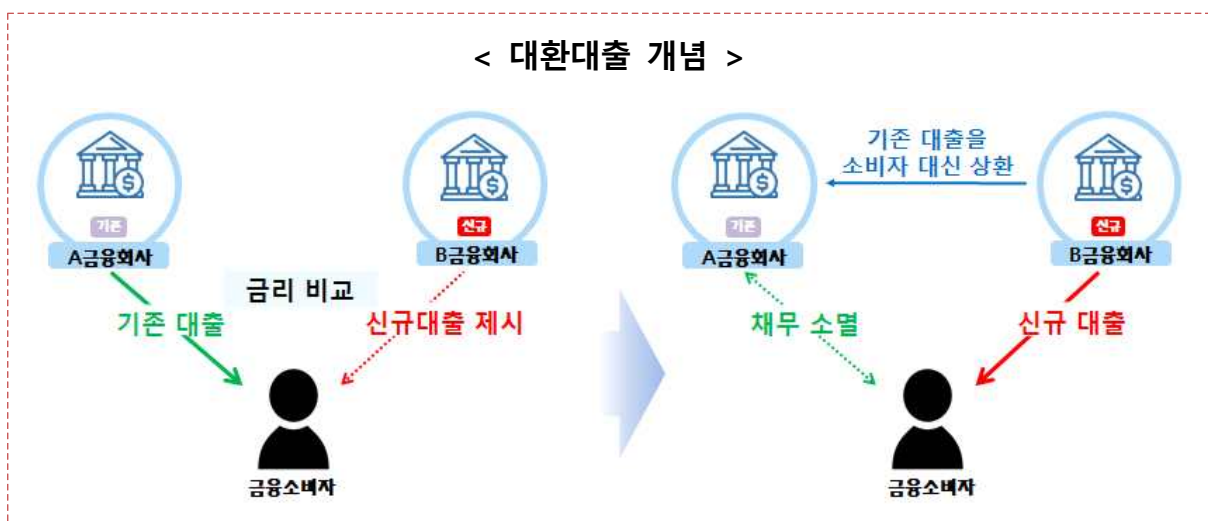 < 대환대출 개념 >
기존
A금융회사
신규
B금융회사
금리 비교
기존 대출
신규대출 제시
금융소비자
기존 대출을
소비자 대신 상환
기존
A금융회사
신규
B금융회사
채무 소멸
신규 대출
금융소비자